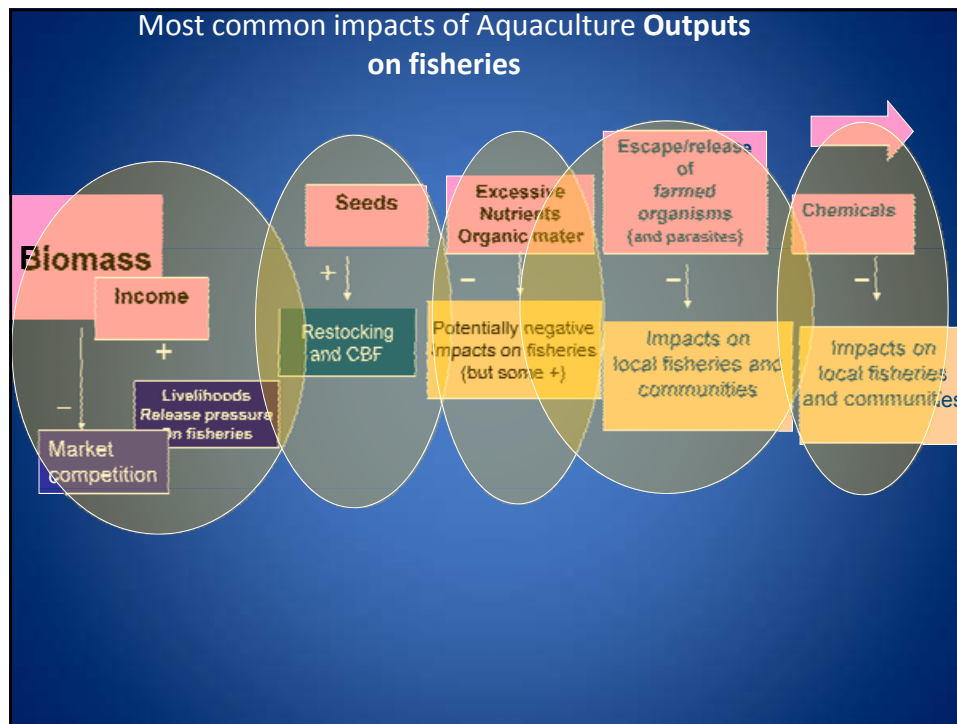 Most common impacts of Aquaculture Outputs
on fisheries
Biomass
Income
+
–
Livelihoods
Release pressure
On fisheries
Market
competition
Seeds
+
Restocking
and CBF
Excessive
Nutrients
Organic mater
–
Potentially negative
impacts on fisheries
(but some +)
Escape/release
of
farmed
organisms
(and parasites)
–
Impacts on
local fisheries and
communities
Chemicals
–
Impacts on
local fisheries
and communities